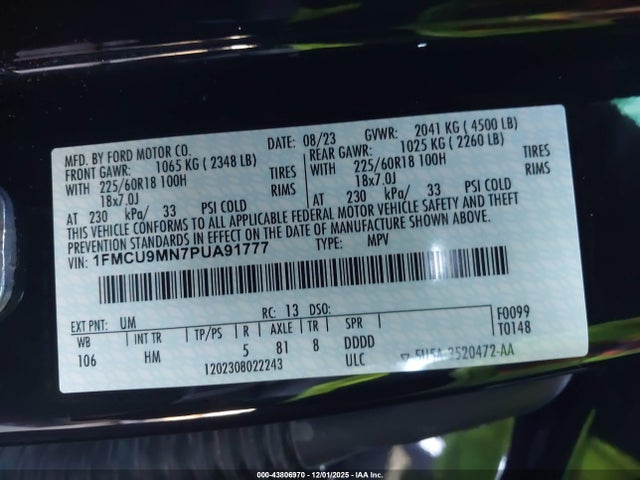 MFD. BY FORD MOTOR CO. DATE: 08/23 GVWR: 2041 KG ( 4500 LB)
FRONT GAWR: 1065 KG ( 2348 LB) REAR GAWR: 1025 KG ( 2260 LB)
WITH 225/60R18 100H TIRES WITH 225/60R18 100H TIRES
18x7.0J RIMS 18x7.0J RIMS
AT 230 kPa/ 33 PSI COLD AT 230 kPa/ 33 PSI COLD
THIS VEHICLE CONFORMS TO ALL APPLICABLE FEDERAL MOTOR VEHICLE SAFETY AND THEFT
PREVENTION STANDARDS IN EFFECT ON THE DATE OF MANUFACTURE SHOWN ABOVE.
VIN: 1FMCU9MN7PUA91777 TYPE: MPV
EXT PNT: UM RC: 13 DSO: F0099
WB INT TR TP/PS R AXLE TR SPR T0148
106 HM 5 81 8 DDDD
1202308022243 ULC 5U5A-3520472-AA
00-43806970 - 12/01/2025 - IAA Inc.